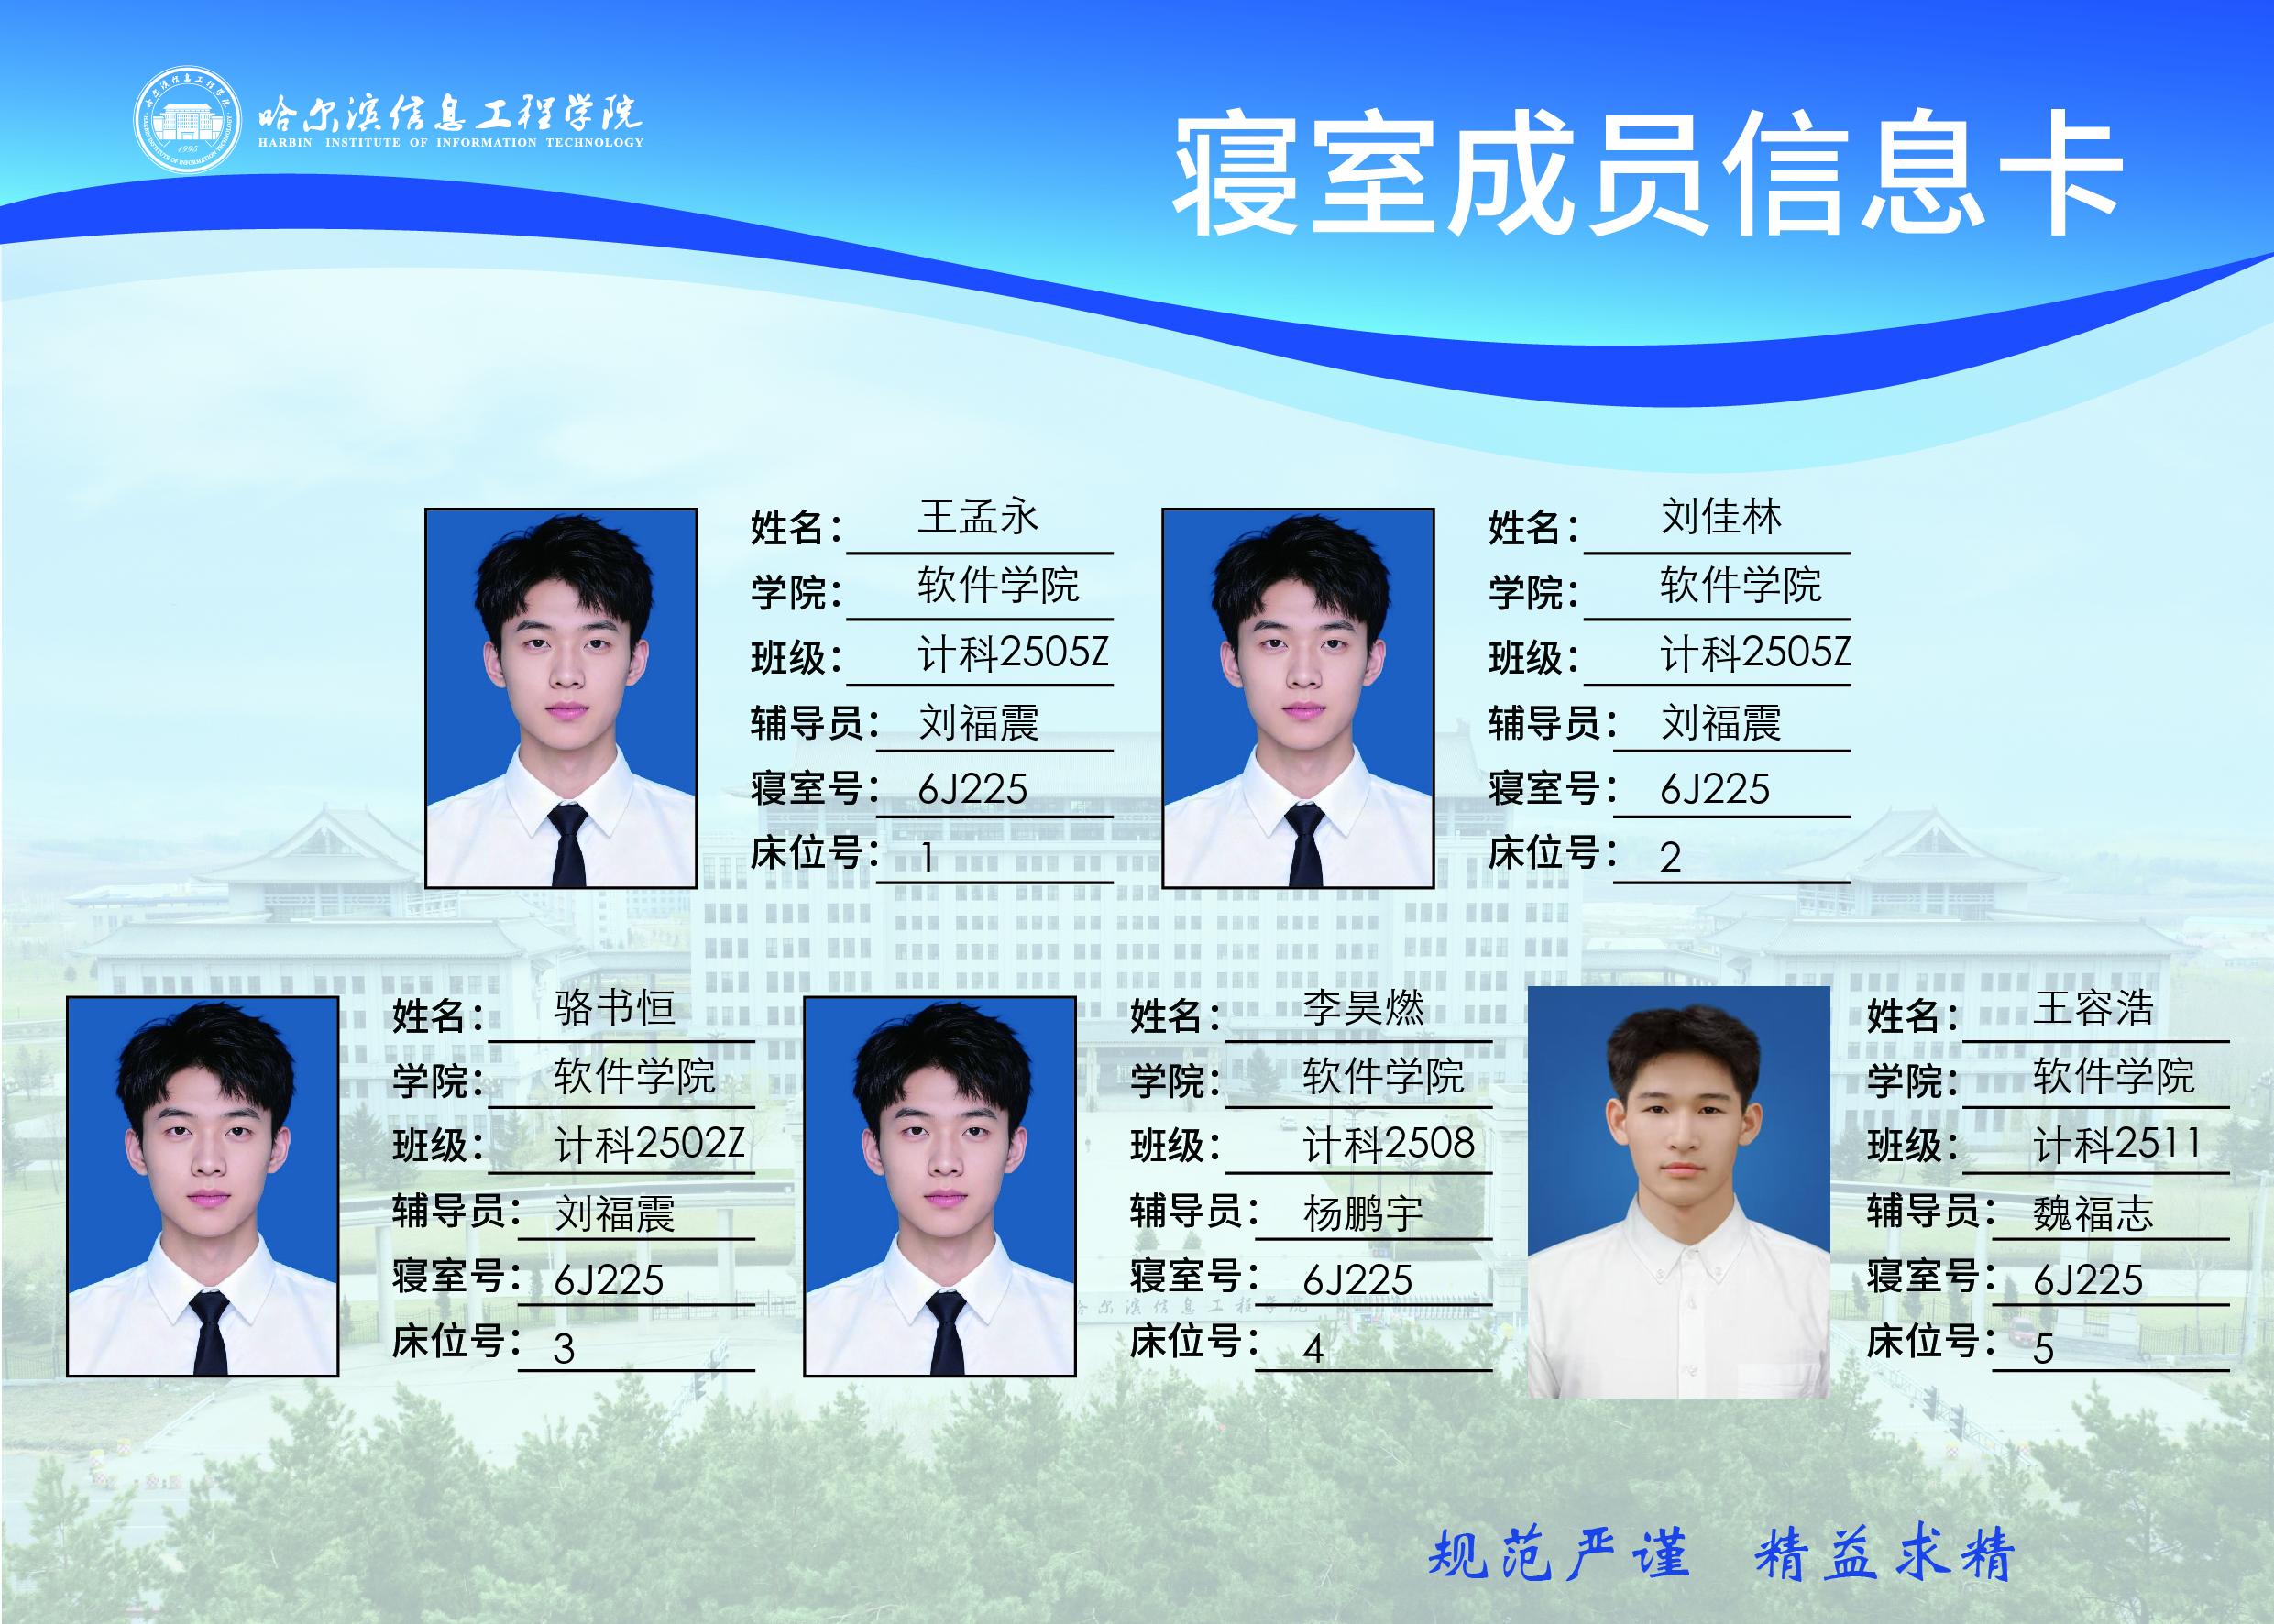 哈尔滨信息工程学院
HARBIN INSTITUTE OF INFORMATION TECHNOLOGY
1995
寝室成员信息卡
姓名：王孟永
学院：软件学院
班级：计科2505Z
辅导员：刘福震
寝室号：6J225
床位号：1
姓名：刘佳林
学院：软件学院
班级：计科2505Z
辅导员：刘福震
寝室号：6J225
床位号：2
姓名：骆书恒
学院：软件学院
班级：计科2502Z
辅导员：刘福震
寝室号：6J225
床位号：3
姓名：李昊燃
学院：软件学院
班级：计科2508
辅导员：杨鹏宇
寝室号：6J225
床位号：4
姓名：王容浩
学院：软件学院
班级：计科2511
辅导员：魏福志
寝室号：6J225
床位号：5
哈尔滨信息工程学院
规范严谨 精益求精